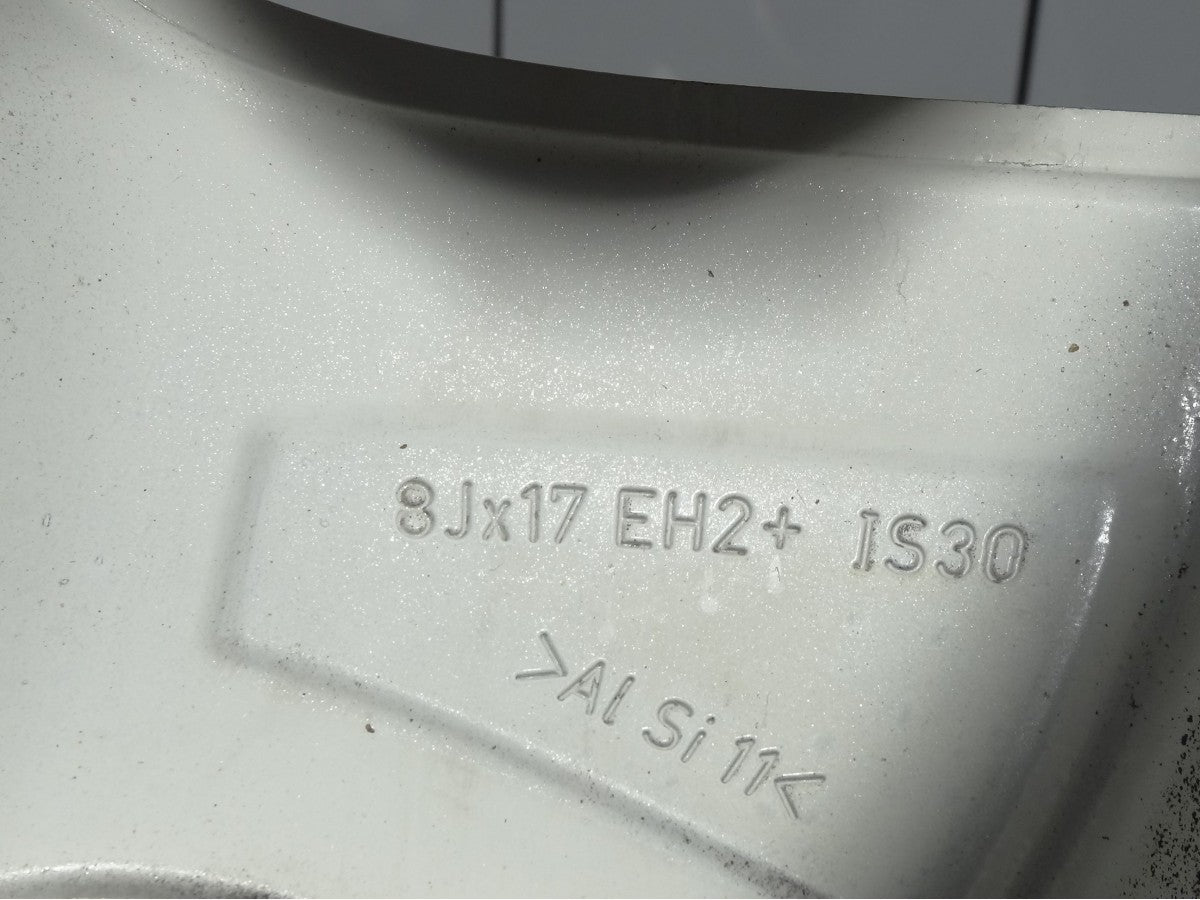 8Jx17 EH2+ IS30
>Al Si 11<